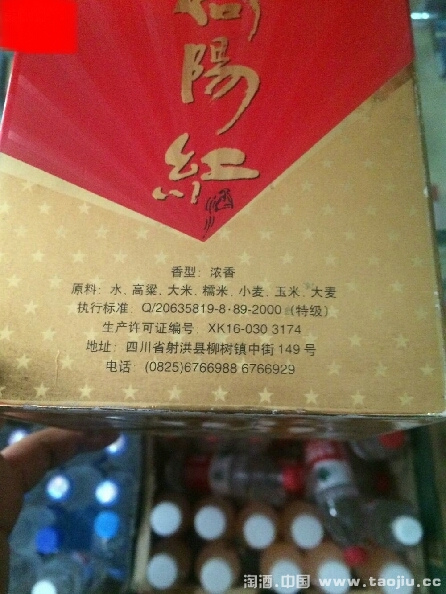 陽
紅
酒
香型：浓香
原料：水、高粱、大米、糯米、小麦、玉米、大麦
执行标准：Q/20635819-8·89-2000（特级）
生产许可证编号：XK16-030 3174
地址：四川省射洪县柳树镇中街149号
电话：(0825)6766988 6766929
淘酒.中国 www.taojiu.cc